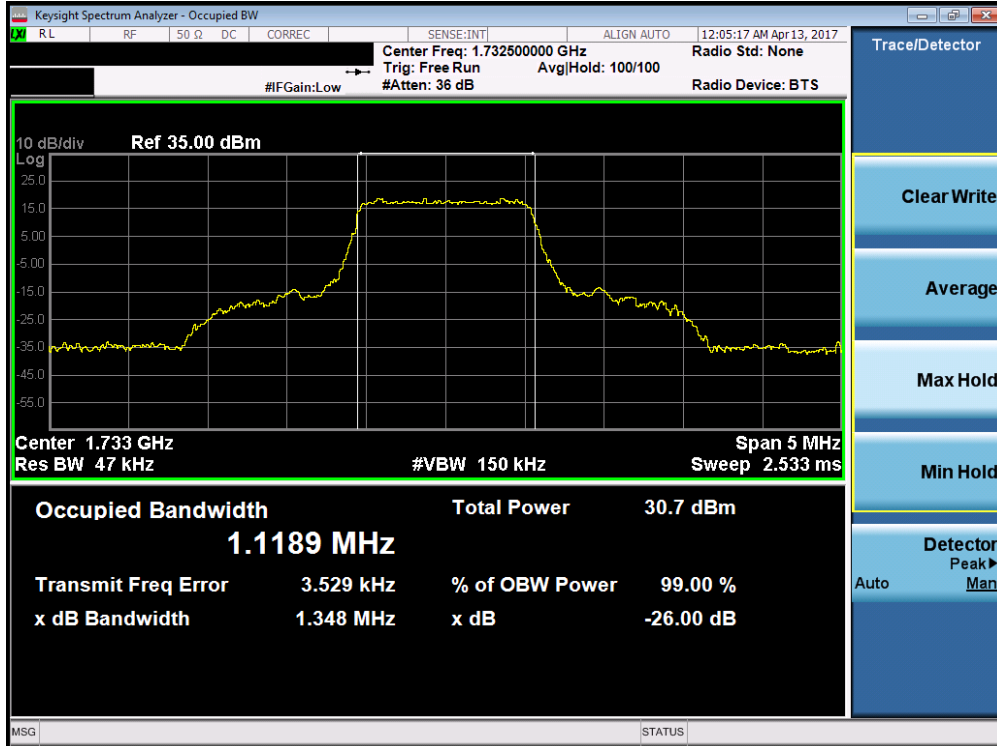 Keysight Spectrum Analyzer - Occupied BW
LXI RL RF 50 Ω DC CORREC SENSE:INT ALIGN AUTO 12:05:17 AM Apr 13, 2017
Center Freq: 1.732500000 GHz Radio Std: None
Trig: Free Run Avg|Hold: 100/100
#IFGain:Low #Atten: 36 dB Radio Device: BTS
10 dB/div Ref 35.00 dBm
Log
25.0
15.0
5.00
-5.00
-15.0
-25.0
-35.0
-45.0
-55.0
Center 1.733 GHz Span 5 MHz
Res BW 47 kHz #VBW 150 kHz Sweep 2.533 ms
Occupied Bandwidth Total Power 30.7 dBm
1.1189 MHz
Transmit Freq Error 3.529 kHz % of OBW Power 99.00 %
x dB Bandwidth 1.348 MHz x dB -26.00 dB
MSG STATUS
Trace/Detector
Clear Write
Average
Max Hold
Min Hold
Detector
Peak▶
Auto Man